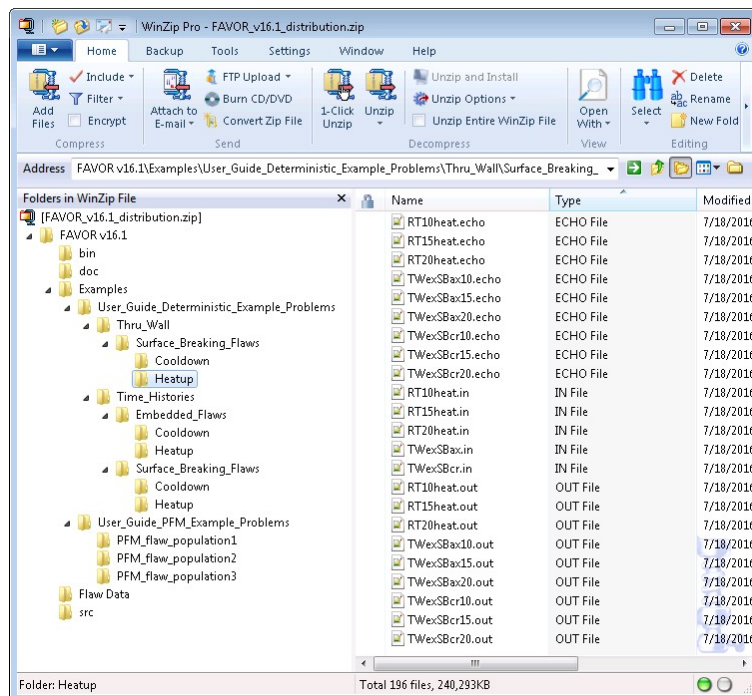 WinZip Pro - FAVOR_v16.1_distribution.zip
Home Backup Tools Settings Window Help
Add Files
Include
Filter
Encrypt
Compress
Attach to E-mail
FTP Upload
Burn CD/DVD
Convert Zip File
Send
1-Click Unzip
Unzip
Unzip and Install
Unzip Options
Unzip Entire WinZip File
Decompress
Open With
View
Select
Delete
Rename
New Fold
Editing
Address FAVOR v16.1\Examples\User_Guide_Deterministic_Example_Problems\Thru_Wall\Surface_Breaking_
Folders in WinZip File
[FAVOR_v16.1_distribution.zip]
FAVOR v16.1
bin
doc
Examples
User_Guide_Deterministic_Example_Problems
Thru_Wall
Surface_Breaking_Flaws
Cooldown
Heatup
Time_Histories
Embedded_Flaws
Cooldown
Heatup
Surface_Breaking_Flaws
Cooldown
Heatup
User_Guide_PFM_Example_Problems
PFM_flaw_population1
PFM_flaw_population2
PFM_flaw_population3
Flaw Data
src
Name Type Modified
RT10heat.echo ECHO File 7/18/2016
RT15heat.echo ECHO File 7/18/2016
RT20heat.echo ECHO File 7/18/2016
TWexSBax10.echo ECHO File 7/18/2016
TWexSBax15.echo ECHO File 7/18/2016
TWexSBax20.echo ECHO File 7/18/2016
TWexSBcr10.echo ECHO File 7/18/2016
TWexSBcr15.echo ECHO File 7/18/2016
TWexSBcr20.echo ECHO File 7/18/2016
RT10heat.in IN File 7/18/2016
RT15heat.in IN File 7/18/2016
RT20heat.in IN File 7/18/2016
TWexSBax.in IN File 7/18/2016
TWexSBcr.in IN File 7/18/2016
RT10heat.out OUT File 7/18/2016
RT15heat.out OUT File 7/18/2016
RT20heat.out OUT File 7/18/2016
TWexSBax10.out OUT File 7/18/2016
TWexSBax15.out OUT File 7/18/2016
TWexSBax20.out OUT File 7/18/2016
TWexSBcr10.out OUT File 7/18/2016
TWexSBcr15.out OUT File 7/18/2016
TWexSBcr20.out OUT File 7/18/2016
Folder: Heatup
Total 196 files, 240,293KB